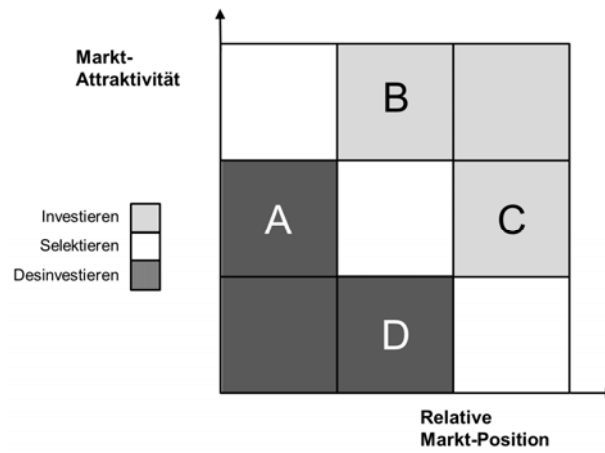 Markt-
Attraktivität
B
Investieren
Selektieren
Desinvestieren
A
C
D
Relative
Markt-Position